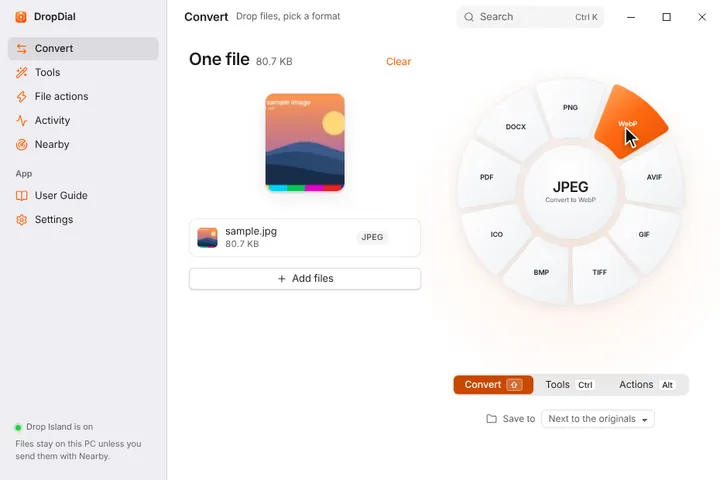 DropDial
Convert
Tools
File actions
Activity
Nearby
App
User Guide
Settings
Drop Island is on
Files stay on this PC unless you
send them with Nearby.
Convert
Drop files, pick a format
Search
Ctrl K
One file
80.7 KB
Clear
sample image
sample.jpg
80.7 KB
JPEG
+ Add files
PNG
WebP
AVIF
GIF
TIFF
BMP
ICO
PDF
DOCX
JPEG
Convert to WebP
Convert
Tools
Ctrl
Actions
Alt
Save to
Next to the originals